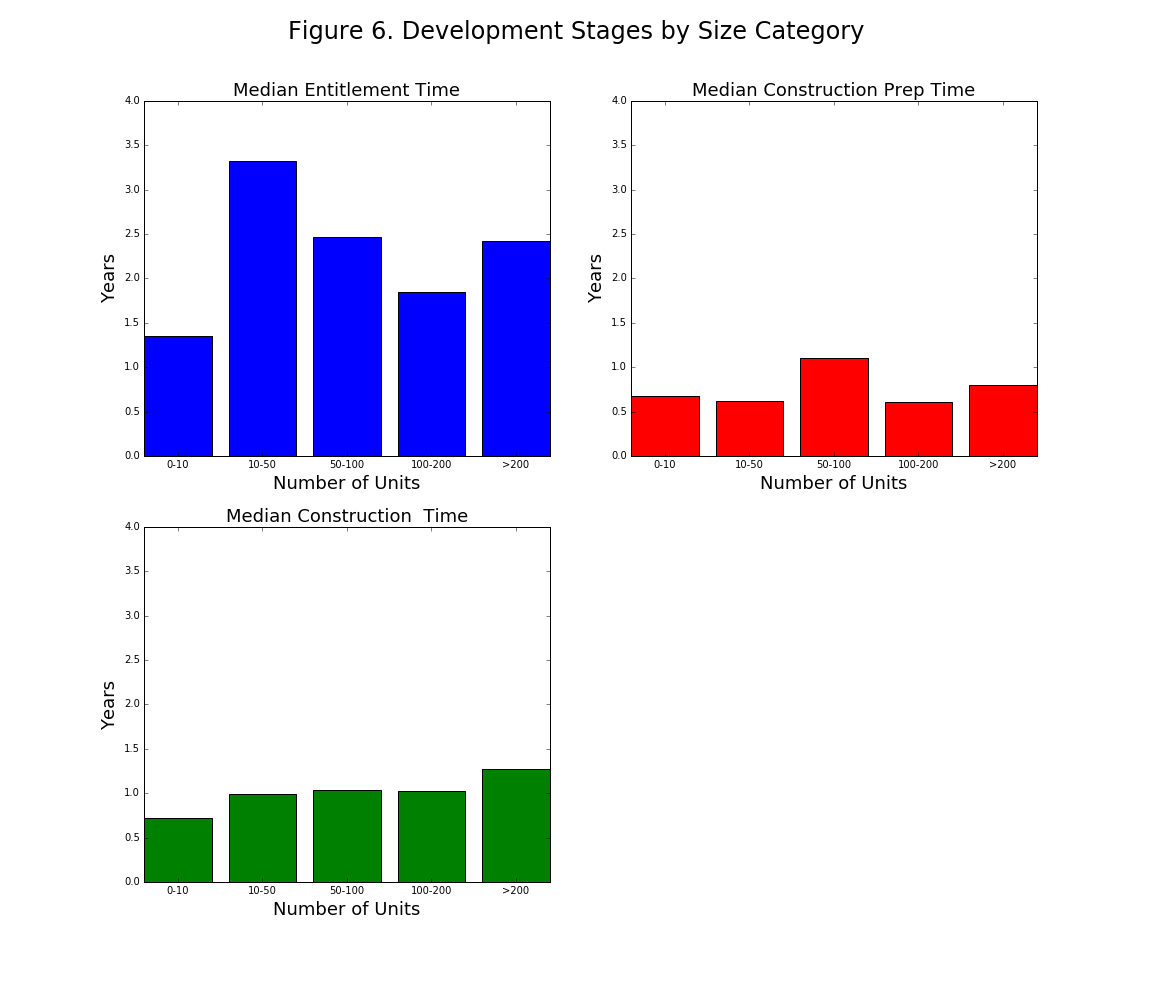 Figure 6. Development Stages by Size Category
Median Entitlement Time
4.0
3.5
3.0
2.5
2.0
1.5
1.0
0.5
0.0
Years
0-10 10-50 50-100 100-200 >200
Number of Units
Median Construction Prep Time
4.0
3.5
3.0
2.5
2.0
1.5
1.0
0.5
0.0
Years
0-10 10-50 50-100 100-200 >200
Number of Units
Median Construction  Time
4.0
3.5
3.0
2.5
2.0
1.5
1.0
0.5
0.0
Years
0-10 10-50 50-100 100-200 >200
Number of Units